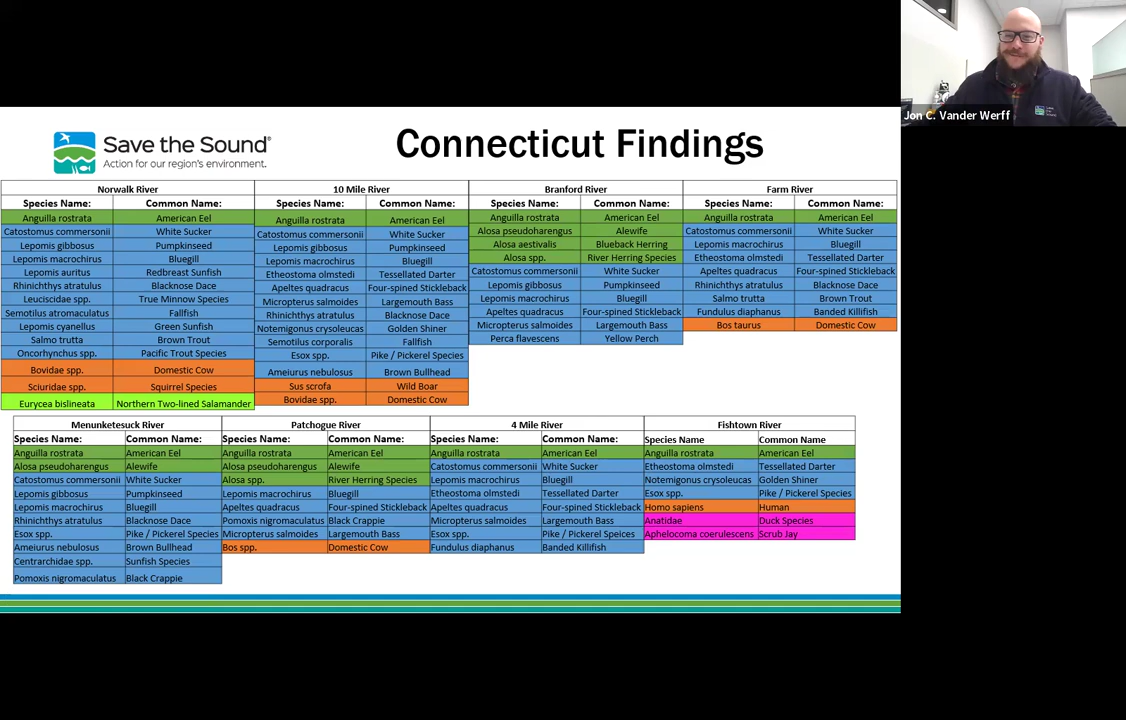 Jon C. Vander Werff
Save the Sound®
Action for our region's environment.
Connecticut Findings
Norwalk River
Species Name: Common Name:
Anguilla rostrata American Eel
Catostomus commersonii White Sucker
Lepomis gibbosus Pumpkinseed
Lepomis macrochirus Bluegill
Lepomis auritus Redbreast Sunfish
Rhinichthys atratulus Blacknose Dace
Leuciscidae spp. True Minnow Species
Semotilus atromaculatus Fallfish
Lepomis cyanellus Green Sunfish
Salmo trutta Brown Trout
Oncorhynchus spp. Pacific Trout Species
Bovidae spp. Domestic Cow
Sciuridae spp. Squirrel Species
Eurycea bislineata Northern Two-lined Salamander
10 Mile River
Species Name: Common Name:
Anguilla rostrata American Eel
Catostomus commersonii White Sucker
Lepomis gibbosus Pumpkinseed
Lepomis macrochirus Bluegill
Etheostoma olmstedi Tessellated Darter
Apeltes quadracus Four-spined Stickleback
Micropterus salmoides Largemouth Bass
Rhinichthys atratulus Blacknose Dace
Notemigonus crysoleucas Golden Shiner
Semotilus corporalis Fallfish
Esox spp. Pike / Pickerel Species
Ameiurus nebulosus Brown Bullhead
Sus scrofa Wild Boar
Bovidae spp. Domestic Cow
Branford River
Species Name: Common Name:
Anguilla rostrata American Eel
Alosa pseudoharengus Alewife
Alosa aestivalis Blueback Herring
Alosa spp. River Herring Species
Catostomus commersonii White Sucker
Lepomis gibbosus Pumpkinseed
Lepomis macrochirus Bluegill
Apeltes quadracus Four-spined Stickleback
Micropterus salmoides Largemouth Bass
Perca flavescens Yellow Perch
Farm River
Species Name: Common Name:
Anguilla rostrata American Eel
Catostomus commersonii White Sucker
Lepomis macrochirus Bluegill
Etheostoma olmstedi Tessellated Darter
Apeltes quadracus Four-spined Stickleback
Rhinichthys atratulus Blacknose Dace
Salmo trutta Brown Trout
Fundulus diaphanus Banded Killifish
Bos taurus Domestic Cow
Menunketesuck River
Species Name: Common Name:
Anguilla rostrata American Eel
Alosa pseudoharengus Alewife
Catostomus commersonii White Sucker
Lepomis gibbosus Pumpkinseed
Lepomis macrochirus Bluegill
Rhinichthys atratulus Blacknose Dace
Esox spp. Pike / Pickerel Species
Ameiurus nebulosus Brown Bullhead
Centrarchidae spp. Sunfish Species
Pomoxis nigromaculatus Black Crappie
Patchogue River
Species Name: Common Name:
Anguilla rostrata American Eel
Alosa pseudoharengus Alewife
Alosa spp. River Herring Species
Lepomis macrochirus Bluegill
Apeltes quadracus Four-spined Stickleback
Pomoxis nigromaculatus Black Crappie
Micropterus salmoides Largemouth Bass
Bos spp. Domestic Cow
4 Mile River
Species Name: Common Name:
Anguilla rostrata American Eel
Catostomus commersonii White Sucker
Lepomis macrochirus Bluegill
Etheostoma olmstedi Tessellated Darter
Apeltes quadracus Four-spined Stickleback
Micropterus salmoides Largemouth Bass
Esox spp. Pike / Pickerel Speices
Fundulus diaphanus Banded Killifish
Fishtown River
Species Name Common Name
Anguilla rostrata American Eel
Etheostoma olmstedi Tessellated Darter
Notemigonus crysoleucas Golden Shiner
Esox spp. Pike / Pickerel Species
Homo sapiens Human
Anatidae Duck Species
Aphelocoma coerulescens Scrub Jay